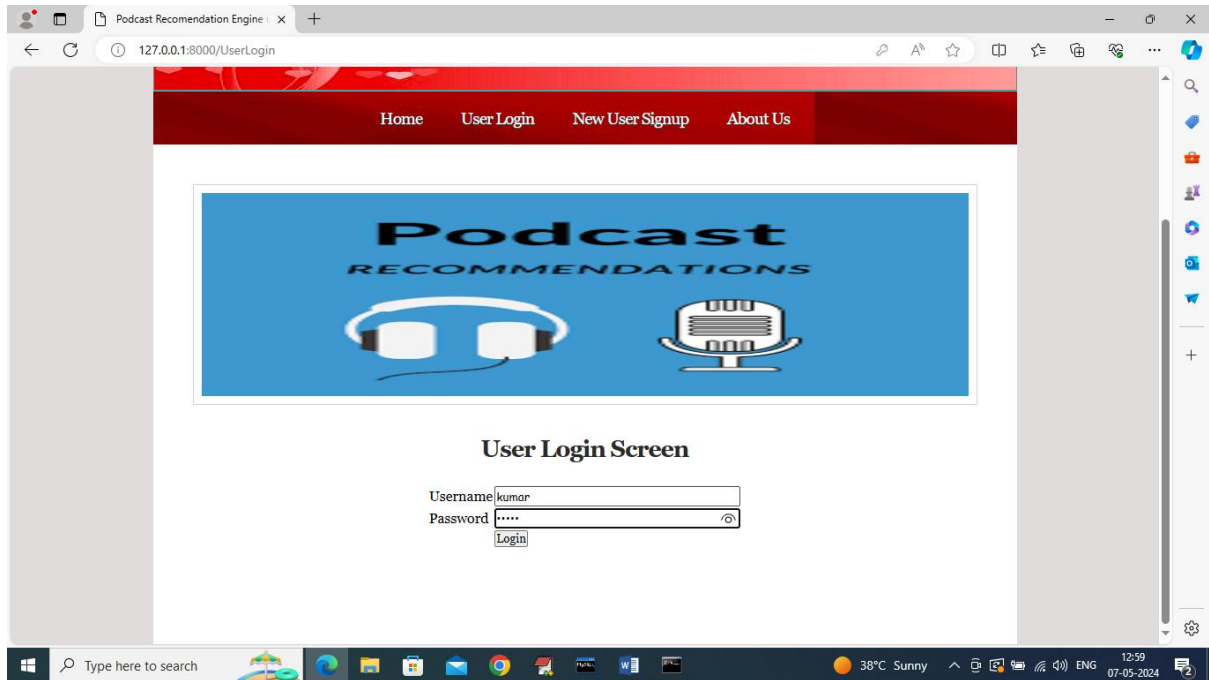 Podcast Recomendation Engine
127.0.0.1:8000/UserLogin
Home User Login New User Signup About Us
Podcast
RECOMMENDATIONS
User Login Screen
Username kumar
Password •••••
Login
Type here to search 38°C Sunny ENG 12:59
07-05-2024
2